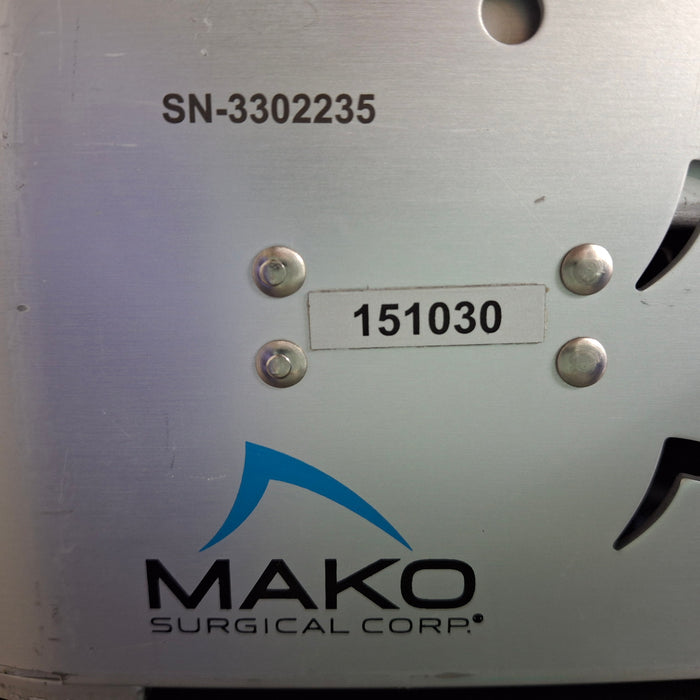 SN-3302235
151030
MAKO
SURGICAL CORP.®